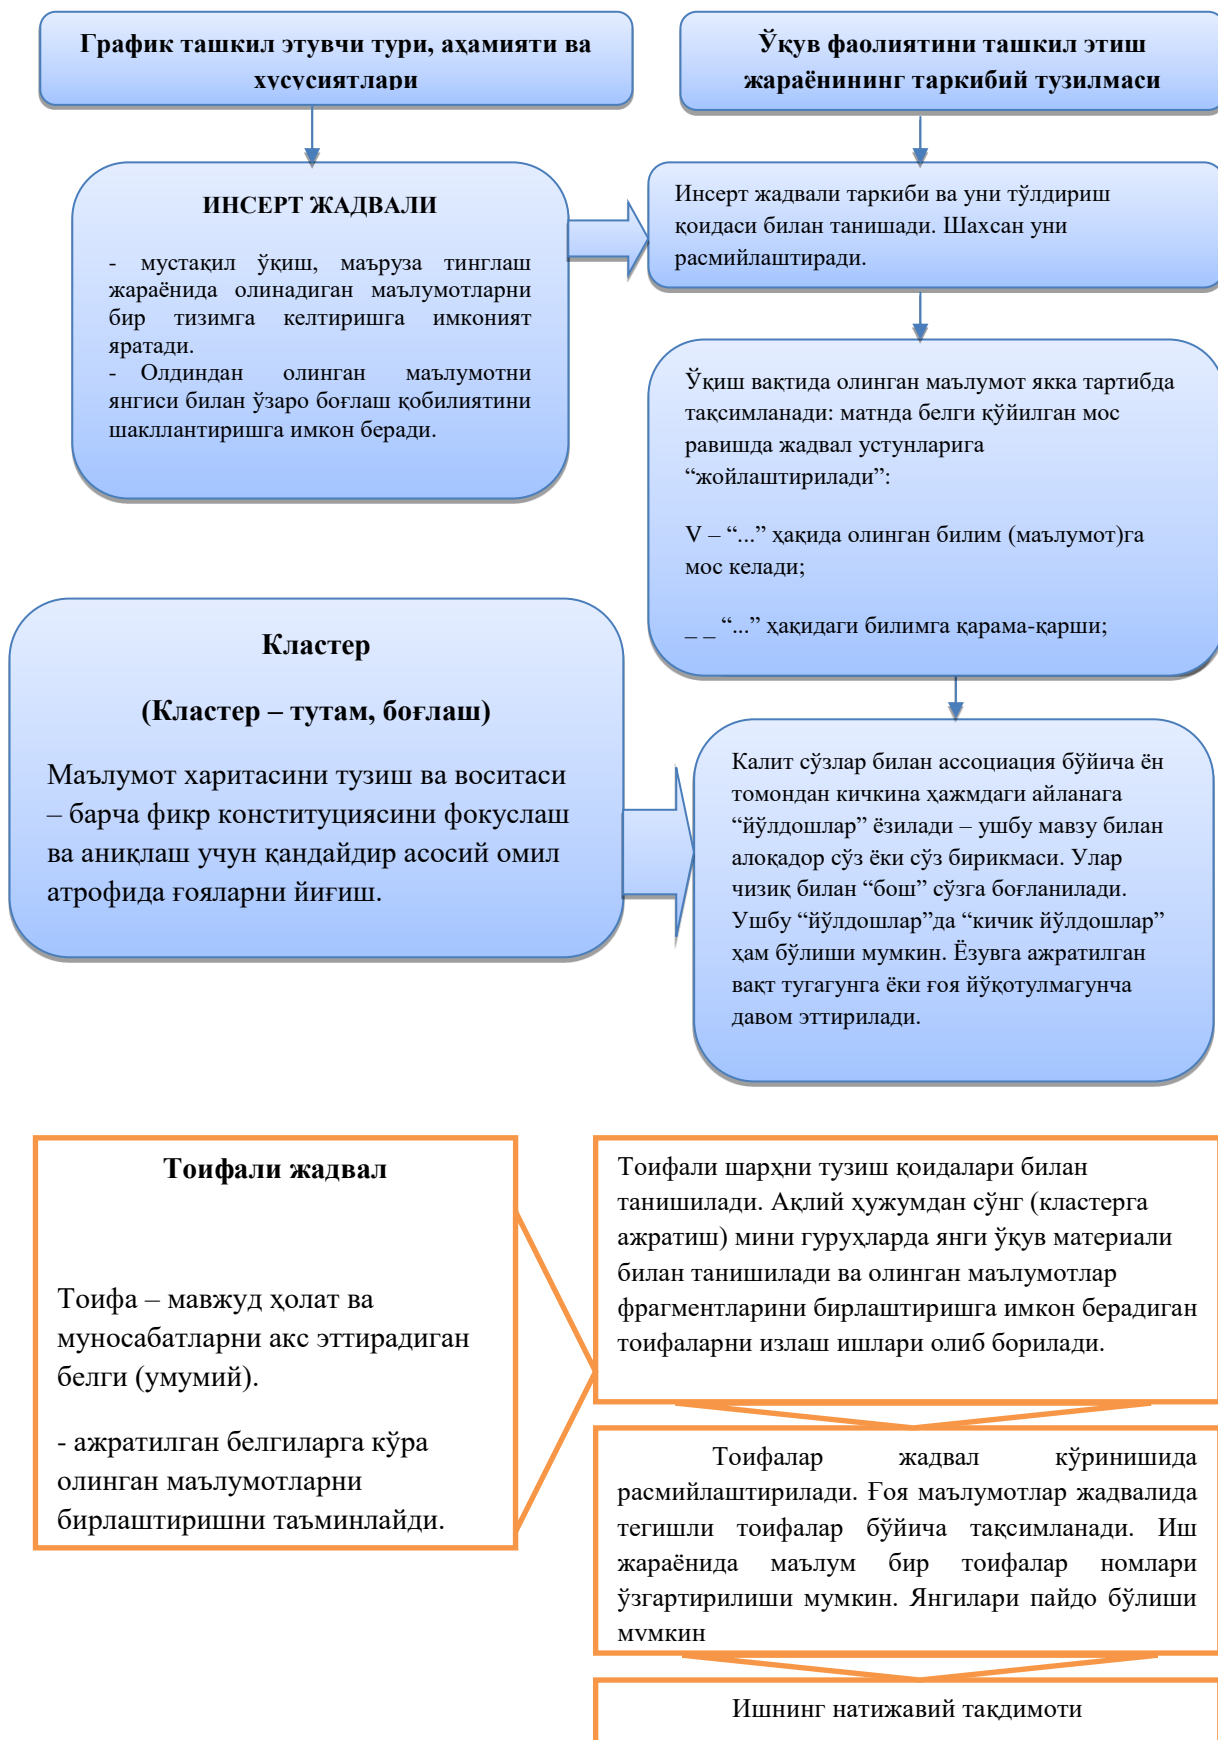 График ташкил этувчи тури, аҳамияти ва
хусусиятлари
Ўқув фаолиятини ташкил этиш
жараёнининг таркибий тузилмаси
ИНСЕРТ ЖАДВАЛИ
- мустақил ўқиш, маъруза тинглаш
жараёнида олинадиган маълумотларни
бир тизимга келтиришга имконият
яратади.
- Олдиндан олинган маълумотни
янгиси билан ўзаро боғлаш қобилиятини
шакллантиришга имкон беради.
Инсерт жадвали таркиби ва уни тўлдириш
қоидаси билан танишади. Шахсан уни
расмийлаштиради.
Ўқиш вақтида олинган маълумот якка тартибда
тақсимланади: матнда белги қўйилган мос
равишда жадвал устунларига
“жойлаштирилади”:
V – “...” ҳақида олинган билим (маълумот)га
мос келади;
_ _ “...” ҳақидаги билимга қарама-қарши;
Кластер
(Кластер – тутам, боғлаш)
Маълумот харитасини тузиш ва воситаси
– барча фикр конституциясини фокуслаш
ва аниқлаш учун қандайдир асосий омил
атрофида ғояларни йиғиш.
Калит сўзлар билан ассоциация бўйича ён
томондан кичкина ҳажмдаги айланага
“йўлдошлар” ёзилади – ушбу мавзу билан
алоқадор сўз ёки сўз бирикмаси. Улар
чизиқ билан “бош” сўзга боғланилади.
Ушбу “йўлдошлар”да “кичик йўлдошлар”
ҳам бўлиши мумкин. Ёзувга ажратилган
вақт тугагунга ёки ғоя йўқотулмагунча
давом эттирилади.
Тоифали жадвал
Тоифа – мавжуд ҳолат ва
муносабатларни акс эттирадиган
белги (умумий).
- ажратилган белгиларга кўра
олинган маълумотларни
бирлаштиришни таъминлайди.
Тоифали шарҳни тузиш қоидалари билан
танишилади. Ақлий ҳужумдан сўнг (кластерга
ажратиш) мини гуруҳларда янги ўқув материали
билан танишилади ва олинган маълумотлар
фрагментларини бирлаштиришга имкон берадиган
тоифаларни излаш ишлари олиб борилади.
Тоифалар жадвал кўринишида
расмийлаштирилади. Ғоя маълумотлар жадвалида
тегишли тоифалар бўйича тақсимланади. Иш
жараёнида маълум бир тоифалар номлари
ўзгартирилиши мумкин. Янгилари пайдо бўлиши
мумкин
Ишнинг натижавий тақдимоти